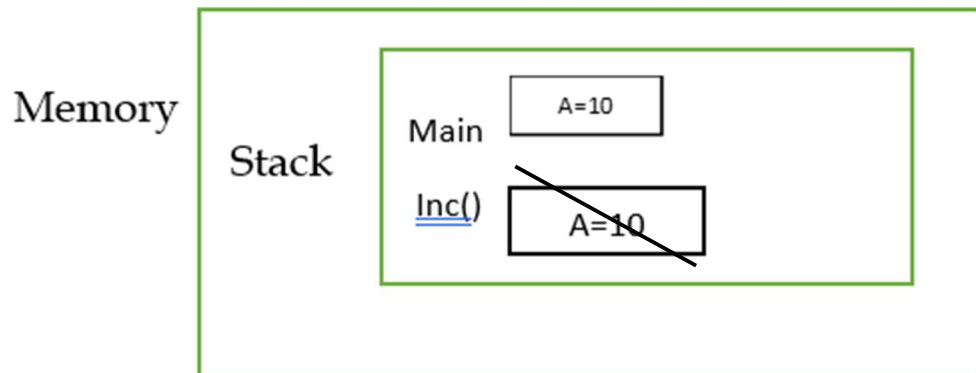 Memory
Stack
Main
A=10
Inc()
A=10